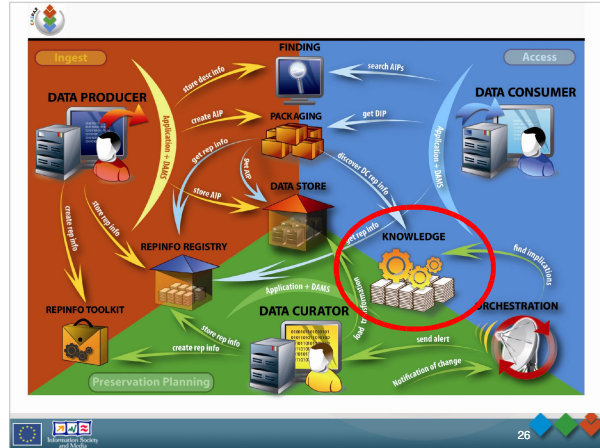 CASPAR
Ingest
FINDING
Access
store desc info
search AIPs
DATA PRODUCER
DATA CONSUMER
Application + DAMS
create AIP
PACKAGING
get DIP
Application + DAMS
get rep info
get AIP
discover DC rep info
store AIP
DATA STORE
create rep info
store rep info
REPINFO REGISTRY
get rep info
KNOWLEDGE
find implications
Application + DAMS
REPINFO TOOLKIT
DATA CURATOR
ORCHESTRATION
store rep info
send alert
create rep info
Notification of change
Preservation Planning
Information Society
and Media
26